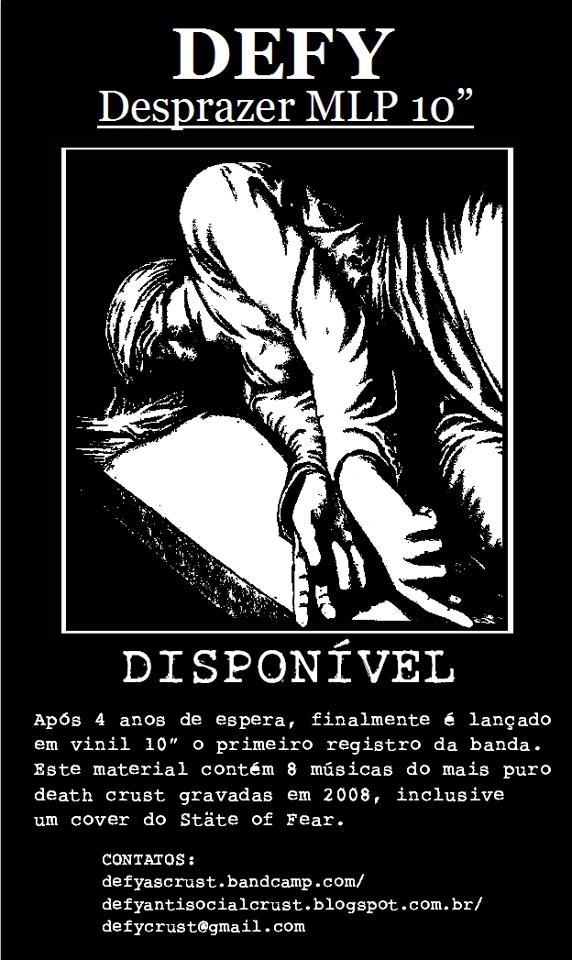 DEFY
Desprazer MLP 10”
DISPONÍVEL
Após 4 anos de espera, finalmente é lançado
em vinil 10” o primeiro registro da banda.
Este material contém 8 músicas do mais puro
death crust gravadas em 2008, inclusive
um cover do Stäte of Fear.
CONTATOS:
defyascrust.bandcamp.com/
defyantisocialcrust.blogspot.com.br/
defycrust@gmail.com